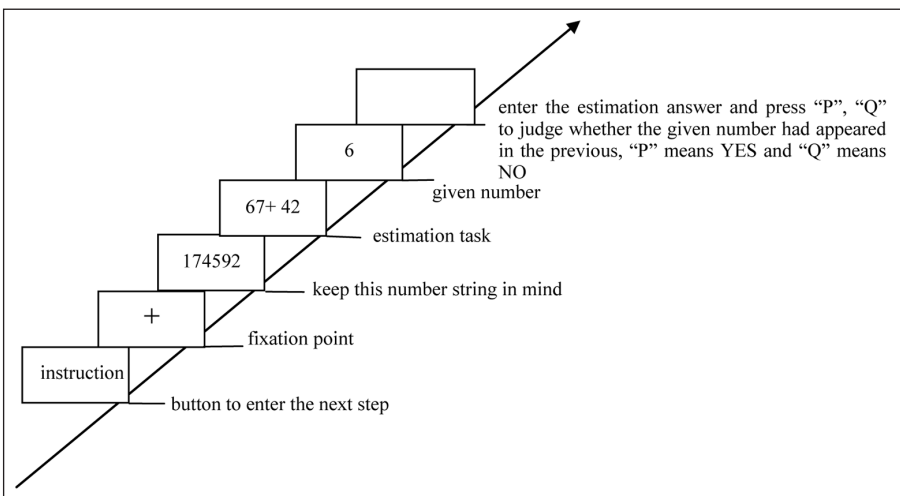 enter the estimation answer and press “P”, “Q”
to judge whether the given number had appeared
in the previous, “P” means YES and “Q” means
NO
6
given number
67+ 42
estimation task
174592
keep this number string in mind
+
fixation point
instruction
button to enter the next step